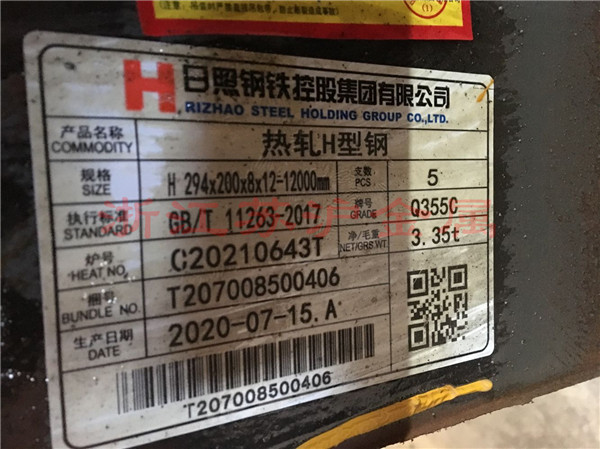 H 日照钢铁控股集团有限公司
RIZHAO STEEL HOLDING GROUP CO.,LTD.
产品名称 热轧H型钢
COMMODITY
规格 H 294x200x8x12-12000mm 支数 5
SIZE PCS
执行标准 GB/T 11263-2017 牌号 Q355C
STANDARD GRADE
炉号 C20210643T 净/毛重 3.35t
HEAT NO. NET/GRS WT.
捆号 T207008500406
BUNDLE NO.
生产日期 2020-07-15.A
DATE
T207008500406